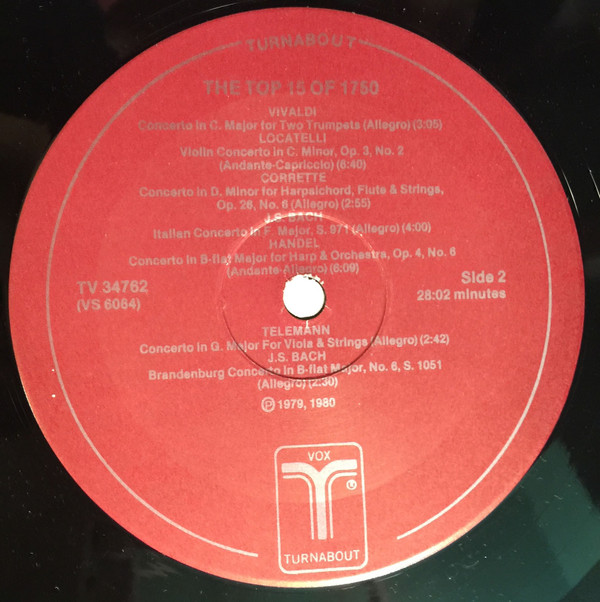 TURNABOUT
THE TOP 15 OF 1750
VIVALDI
Concerto in C. Major for Two Trumpets (Allegro) (3:05)
LOCATELLI
Violin Concerto in C. Minor, Op. 3, No. 2
(Andante-Capriccio) (6:40)
CORRETTE
Concerto in D. Minor for Harpsichord, Flute & Strings,
Op. 26, No. 6 (Allegro) (2:55)
J.S. BACH
Italian Concerto in F. Major, S. 971 (Allegro) (4:00)
HANDEL
Concerto in B-flat Major for Harp & Orchestra, Op. 4, No. 6
(Andante-Allegro) (6:09)
TV 34762
(VS 6064)
Side 2
28:02 minutes
TELEMANN
Concerto in G. Major For Viola & Strings (Allegro) (2:42)
J.S. BACH
Brandenburg Concerto in B-flat Major, No. 6, S. 1051
(Allegro) (2:30)
℗ 1979, 1980
VOX
TURNABOUT